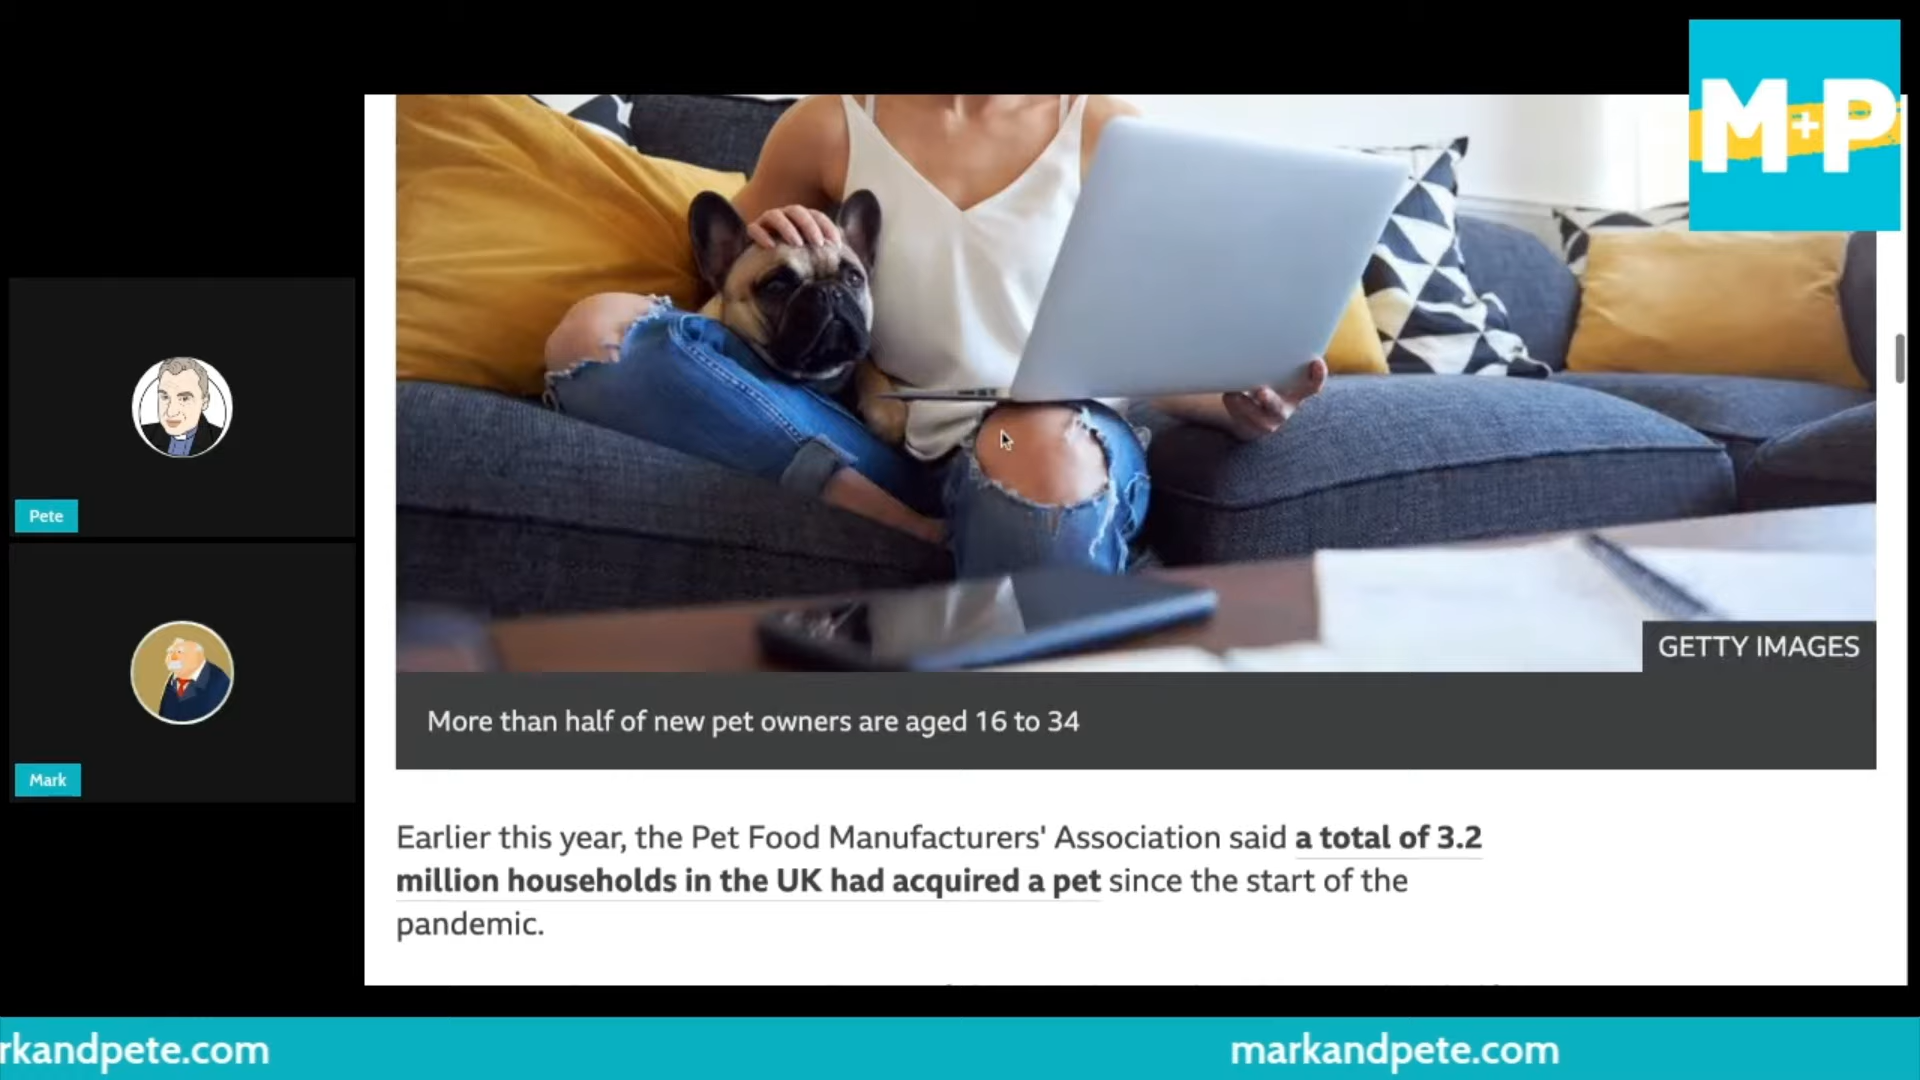 M+P
Pete
Mark
GETTY IMAGES
More than half of new pet owners are aged 16 to 34
Earlier this year, the Pet Food Manufacturers' Association said a total of 3.2
million households in the UK had acquired a pet since the start of the
pandemic.
rkandpete.com
markandpete.com